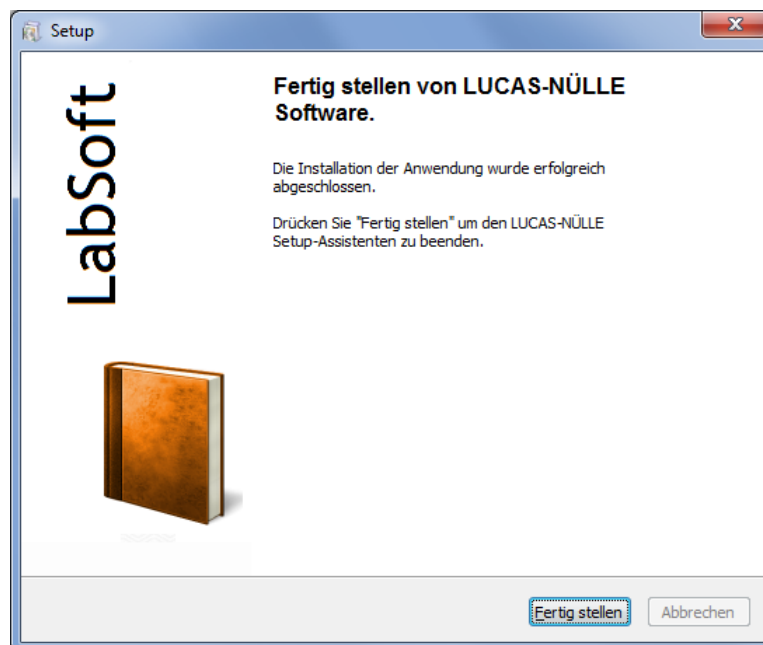 Setup
LabSoft
Fertig stellen von LUCAS-NÜLLE
Software.
Die Installation der Anwendung wurde erfolgreich
abgeschlossen.
Drücken Sie "Fertig stellen" um den LUCAS-NÜLLE
Setup-Assistenten zu beenden.
Fertig stellen
Abbrechen